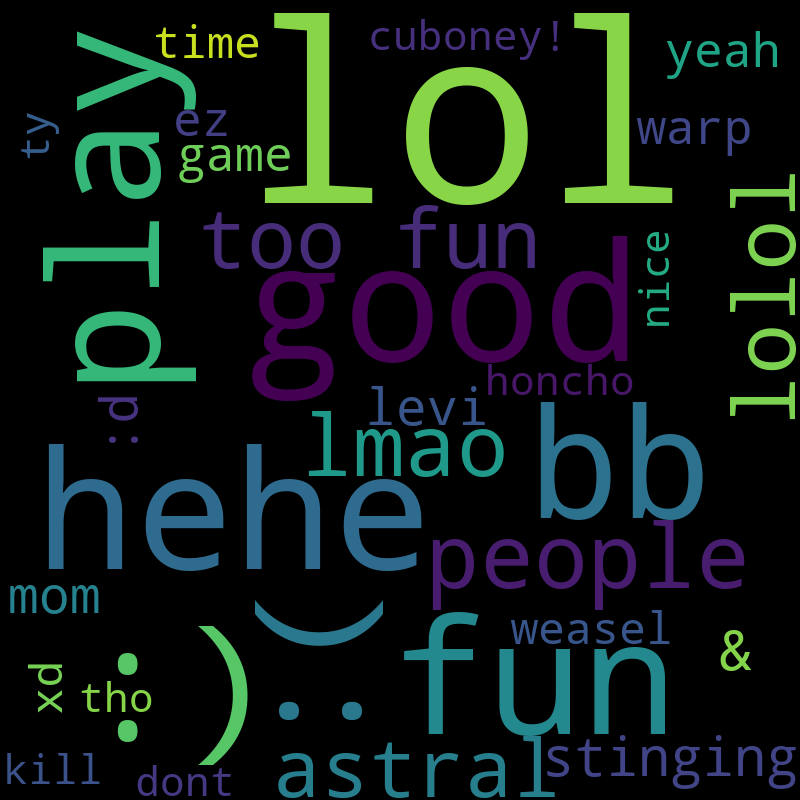 time
cuboney!
lol
yeah
play
ty
ez
game
warp
too fun
good
nice
lolol
honcho
:d
levi
lmao
bb
hehe
people
mom
:)
:(
fun
weasel
&
xd
tho
astral
stinging
kill
dont